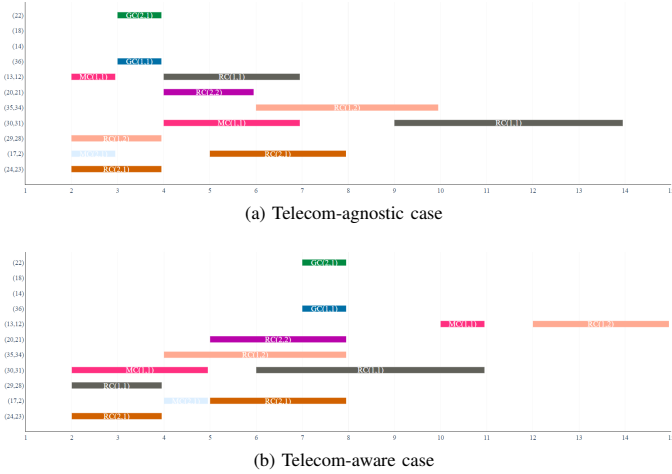 (22) GC(2,1)
(18)
(14)
(36) GC(1,1)
(13,12) MC(1,1) RC(1,1)
(20,21) RC(2,2)
(35,34) RC(1,2)
(30,31) MC(1,1) RC(1,1)
(29,28) RC(1,2)
(17,2) RC(2,1)
(24,23) RC(2,1)
1 2 3 4 5 6 7 8 9 10 11 12 13 14 15
(a) Telecom-agnostic case
(22) GC(2,1)
(18)
(14)
(36) GC(1,1)
(13,12) MC(1,1) RC(1,2)
(20,21) RC(2,2)
(35,34) RC(1,2)
(30,31) MC(1,1) RC(1,1)
(29,28) RC(1,1)
(17,2) RC(2,1)
(24,23) RC(2,1)
1 2 3 4 5 6 7 8 9 10 11 12 13 14 15
(b) Telecom-aware case